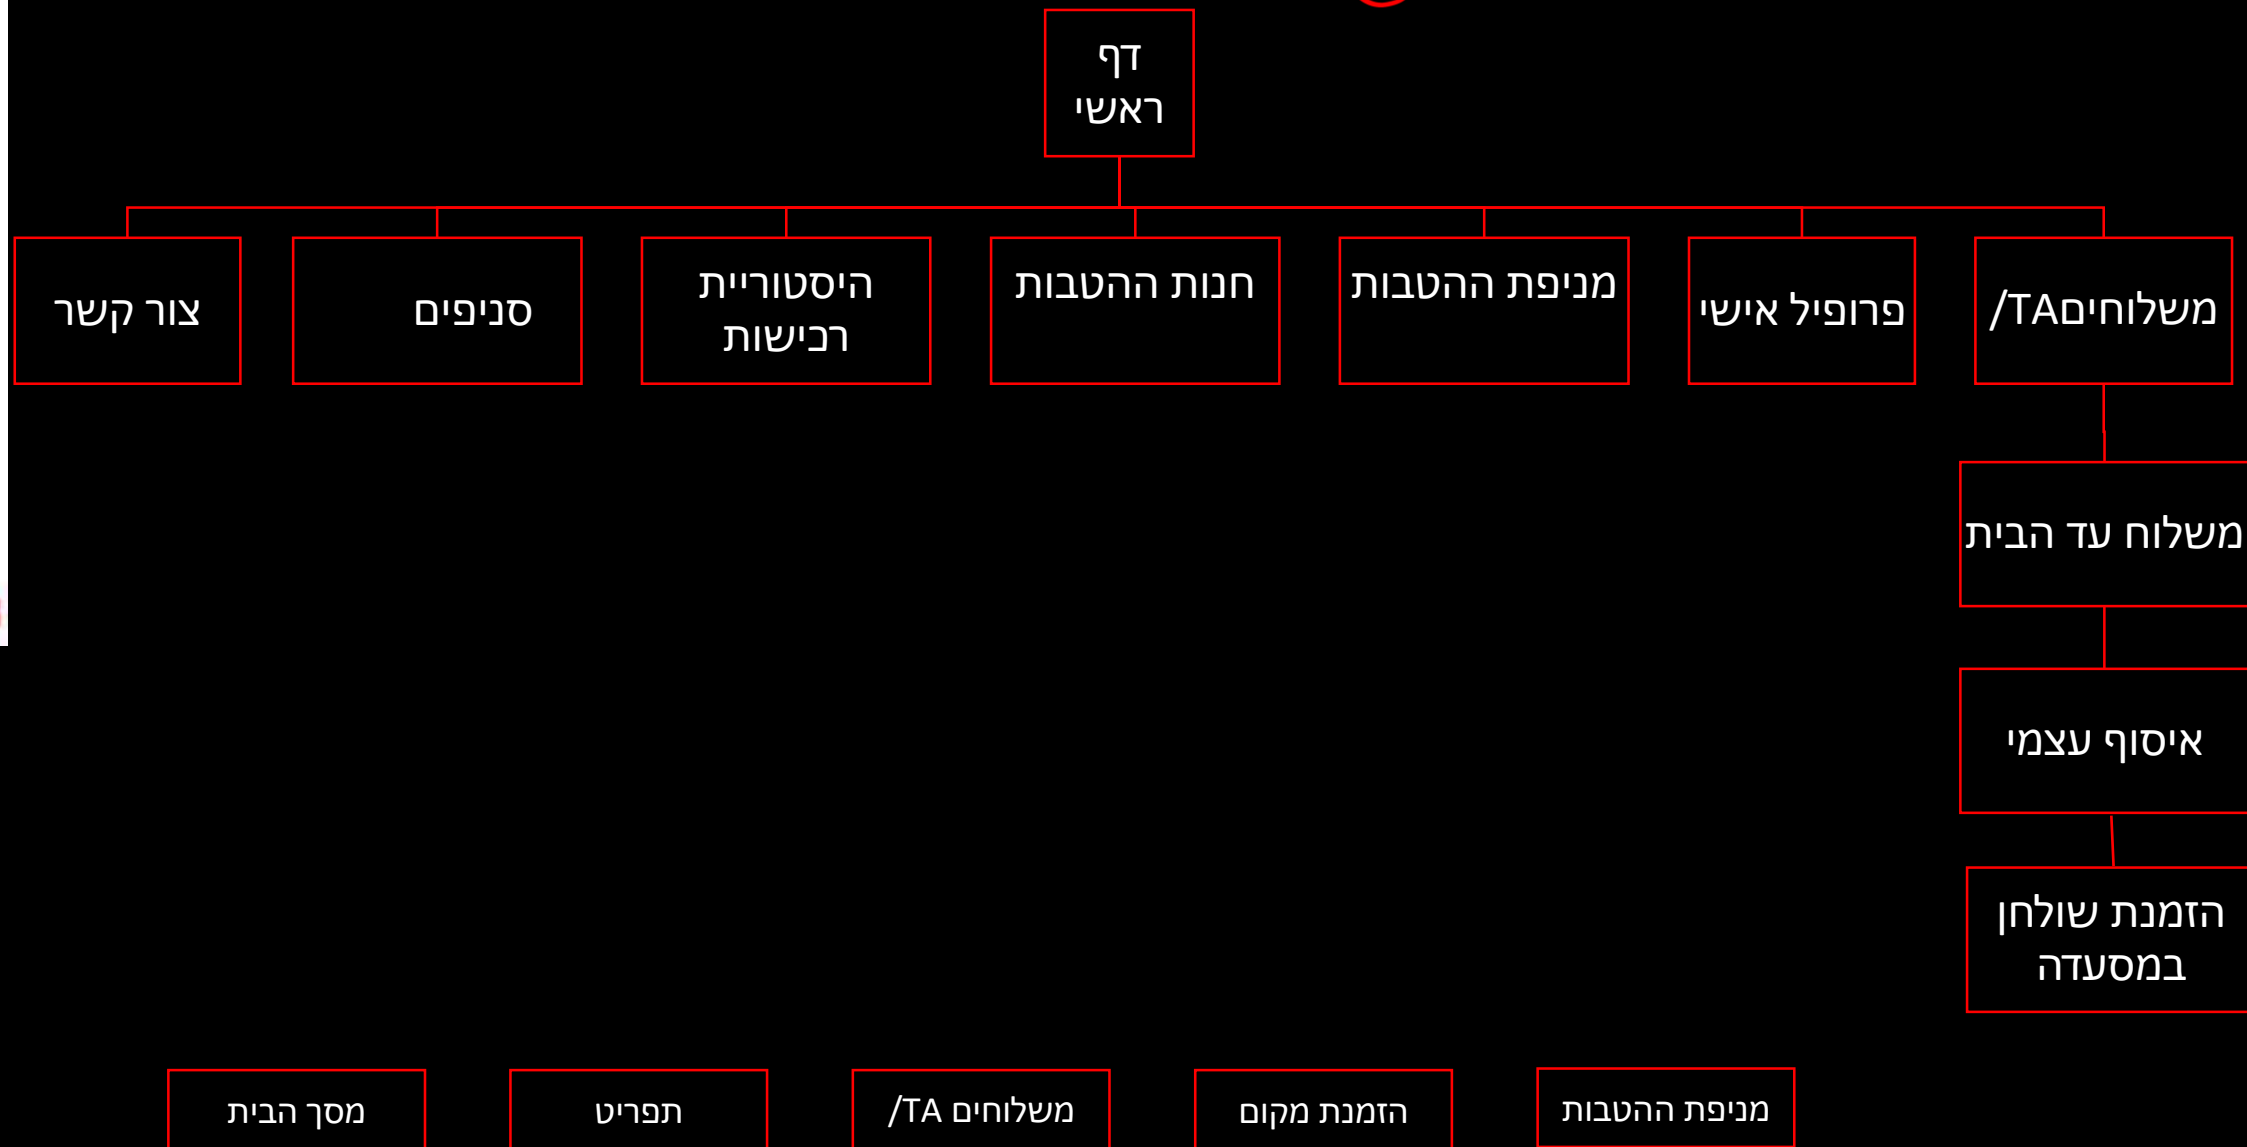 דף
ראשי
משלוחיםTA/
פרופיל אישי
מניפת ההטבות
חנות ההטבות
היסטוריית
רכישות
סניפים
צור קשר
משלוח עד הבית
איסוף עצמי
הזמנת שולחן
במסעדה
מניפת ההטבות
הזמנת מקום
משלוחים TA/
תפריט
מסך הבית